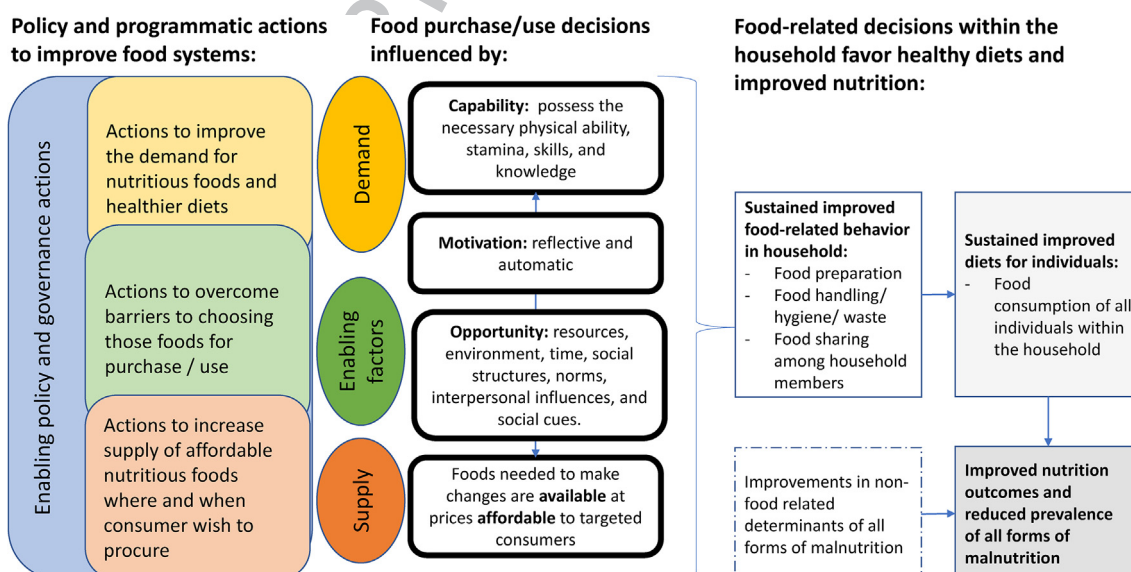 Policy and programmatic actions
to improve food systems:
Food purchase/use decisions
influenced by:
Food-related decisions within the
household favor healthy diets and
improved nutrition:
Enabling policy and governance actions
Actions to improve
the demand for
nutritious foods and
healthier diets
Actions to overcome
barriers to choosing
those foods for
purchase / use
Actions to increase
supply of affordable
nutritious foods
where and when
consumer wish to
procure
Demand
Enabling
factors
Supply
Capability: possess the
necessary physical ability,
stamina, skills, and
knowledge
Motivation: reflective and
automatic
Opportunity: resources,
environment, time, social
structures, norms,
interpersonal influences, and
social cues.
Foods needed to make
changes are available at
prices affordable to targeted
consumers
Sustained improved
food-related behavior
in household:
- Food preparation
- Food handling/
hygiene/ waste
- Food sharing
among household
members
Sustained improved
diets for individuals:
- Food
consumption of all
individuals within
the household
Improvements in non-
food related
determinants of all
forms of malnutrition
Improved nutrition
outcomes and
reduced prevalence
of all forms of
malnutrition